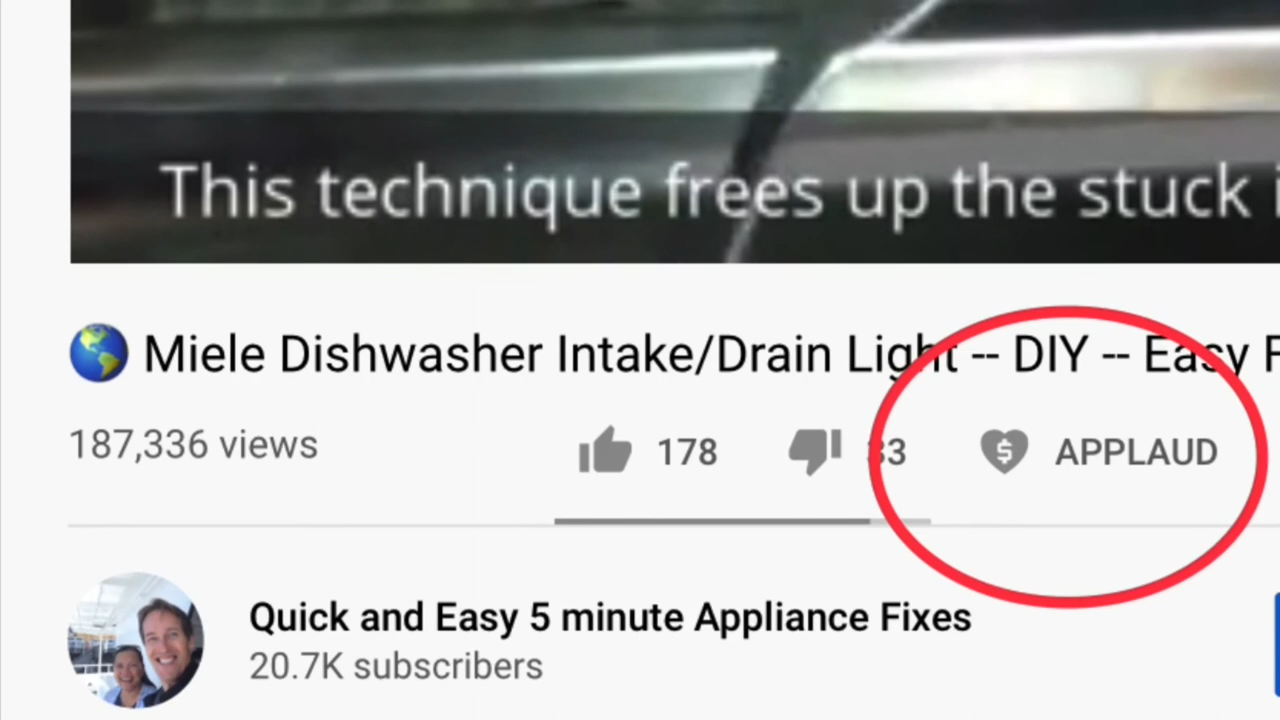 This technique frees up the stuck
Miele Dishwasher Intake/Drain Light -- DIY -- Easy F
187,336 views 178 33 APPLAUD
Quick and Easy 5 minute Appliance Fixes
20.7K subscribers